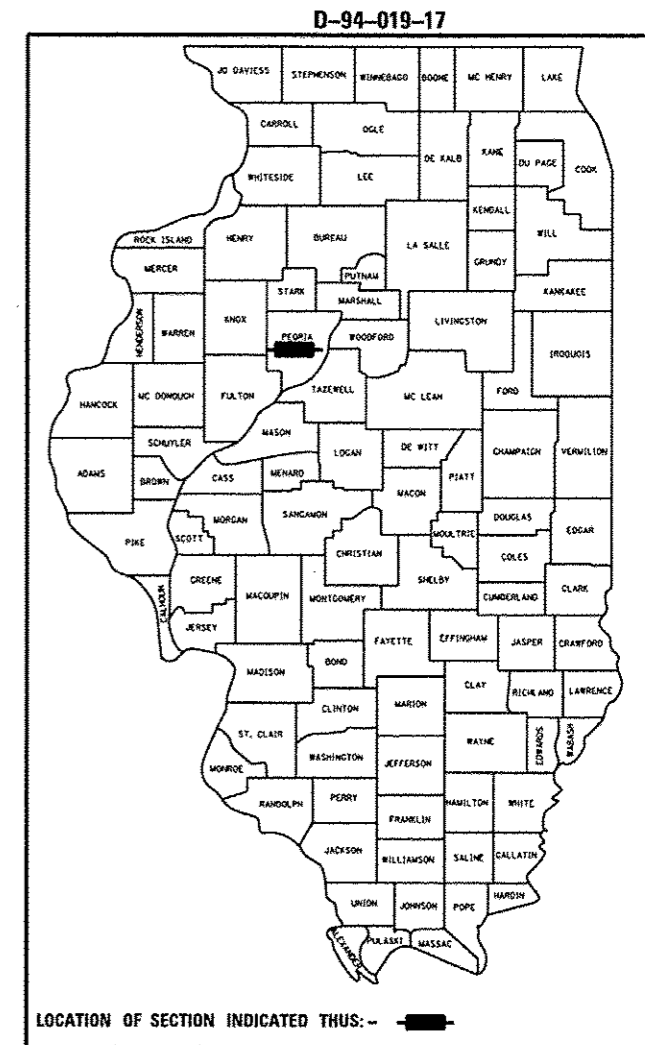 D-94-019-17
JO DAVIESS STEPHENSON WINNEBAGO BOONE MC HENRY LAKE
CARROLL OGLE DE KALB KANE DU PAGE COOK
WHITESIDE LEE KENDALL WILL
ROCK ISLAND HENRY BUREAU LA SALLE GRUNDY
MERCER PUTNAM KANKAKEE
STARK MARSHALL
HENDERSON WARREN KNOX PEORIA WOODFORD LIVINGSTON IROQUOIS
HANCOCK MC DONOUGH FULTON TAZEWELL MC LEAN FORD
SCHUYLER MASON LOGAN DE WITT CHAMPAIGN VERMILION
ADAMS BROWN CASS MENARD MACON PIATT
PIKE SCOTT MORGAN SANGAMON CHRISTIAN MOULTRIE DOUGLAS EDGAR
COLES
CALHOUN GREENE MACOUPIN MONTGOMERY SHELBY CUMBERLAND CLARK
JERSEY FAYETTE EFFINGHAM JASPER CRAWFORD
MADISON BOND CLAY RICHLAND LAWRENCE
CLINTON MARION
ST. CLAIR WASHINGTON WAYNE EDWARDS WABASH
MONROE JEFFERSON
RANDOLPH PERRY HAMILTON WHITE
FRANKLIN
JACKSON WILLIAMSON SALINE GALLATIN
UNION JOHNSON POPE HARDIN
ALEXANDER PULASKI MASSAC
LOCATION OF SECTION INDICATED THUS: -